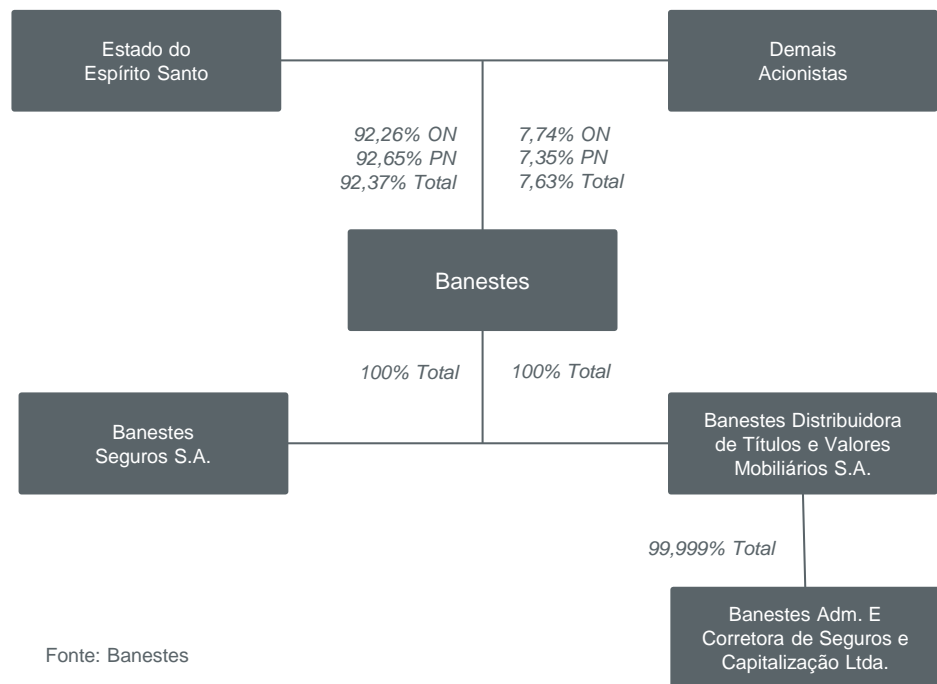 Estado do
Espírito Santo
Demais
Acionistas
92,26% ON
92,65% PN
92,37% Total
7,74% ON
7,35% PN
7,63% Total
Banestes
100% Total
100% Total
Banestes
Seguros S.A.
Banestes Distribuidora
de Títulos e Valores
Mobiliários S.A.
99,999% Total
Banestes Adm. E
Corretora de Seguros e
Capitalização Ltda.
Fonte: Banestes